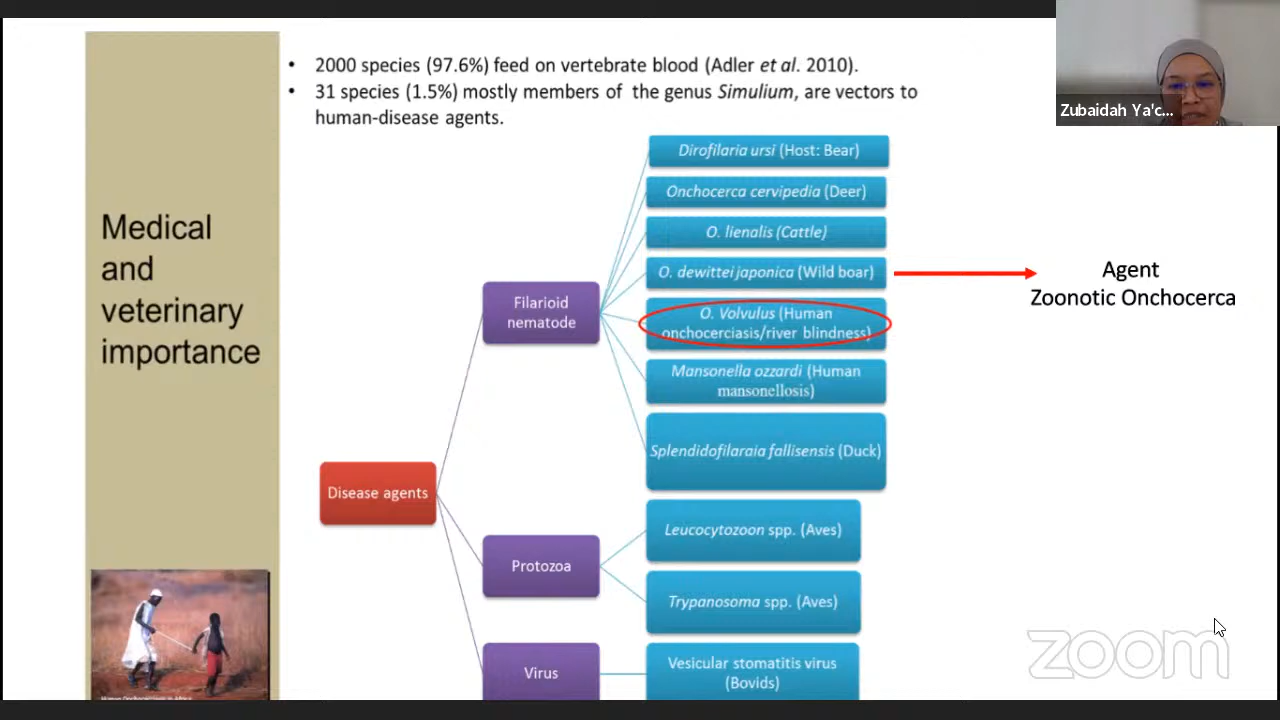 • 2000 species (97.6%) feed on vertebrate blood (Adler et al. 2010).
• 31 species (1.5%) mostly members of the genus Simulium, are vectors to
human-disease agents.
Zubaidah Ya'c...
Medical
and
veterinary
importance
Disease agents
Filarioid
nematode
Dirofilaria ursi (Host: Bear)
Onchocerca cervipedia (Deer)
O. lienalis (Cattle)
O. dewittei japonica (Wild boar)
Agent
Zoonotic Onchocerca
O. Volvulus (Human
onchocerciasis/river blindness)
Mansonella ozzardi (Human
mansonellosis)
Splendidofilaraia fallisensis (Duck)
Protozoa
Leucocytozoon spp. (Aves)
Trypanosoma spp. (Aves)
Virus
Vesicular stomatitis virus
(Bovids)
zoom